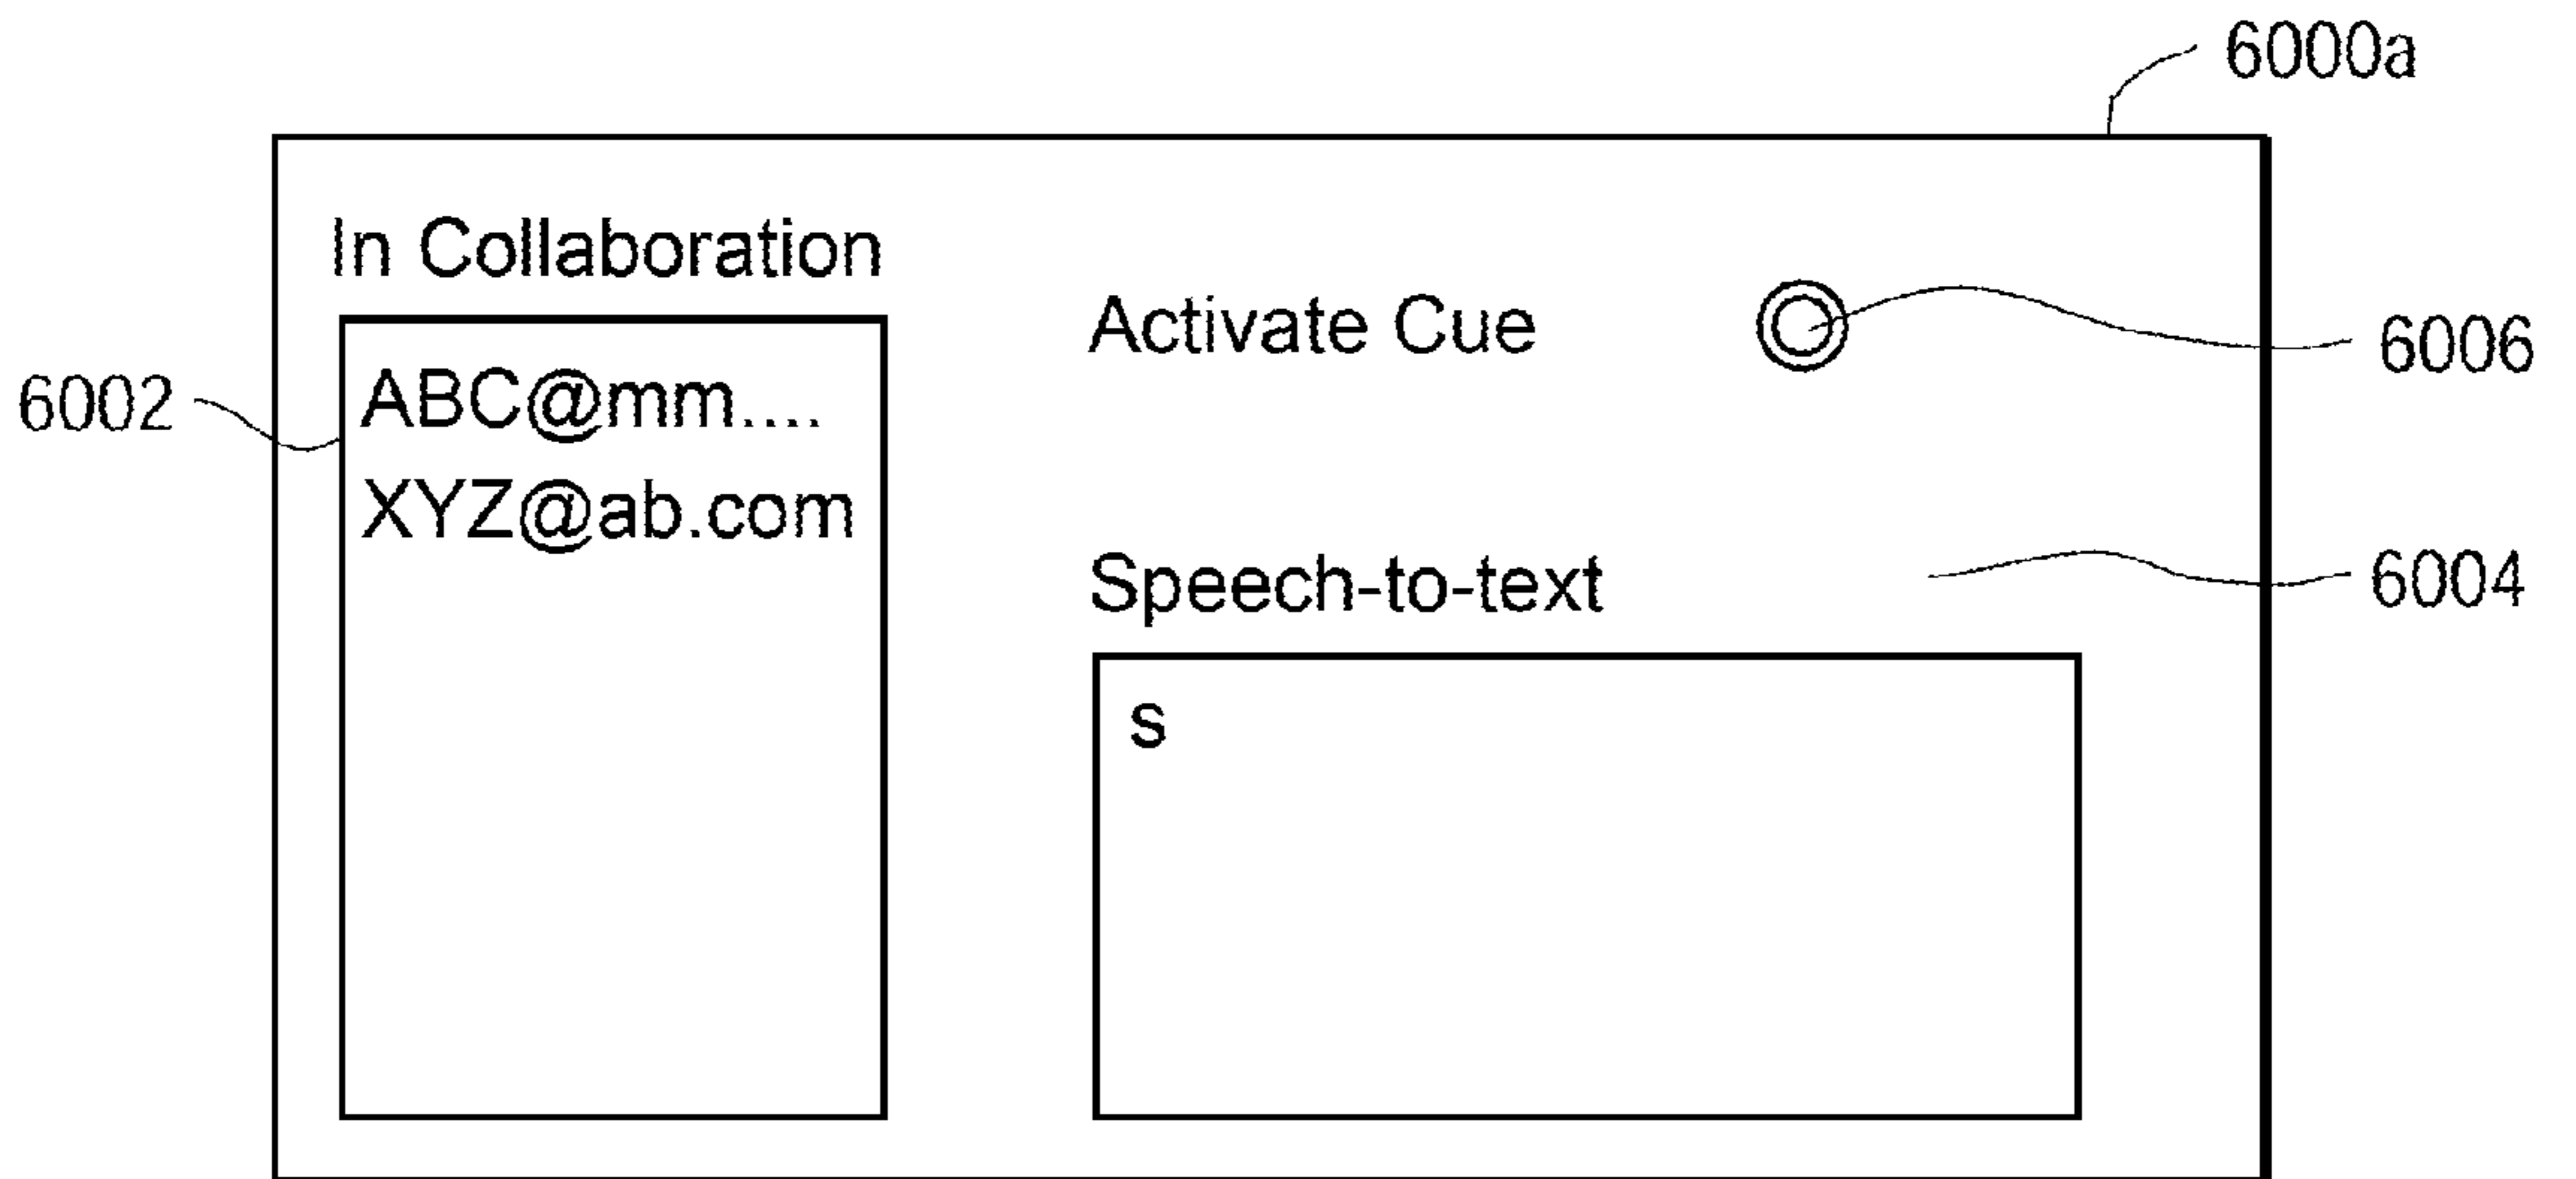 6000a
In Collaboration
Activate Cue
6006
6002
ABC@mm....
XYZ@ab.com
Speech-to-text
6004
s